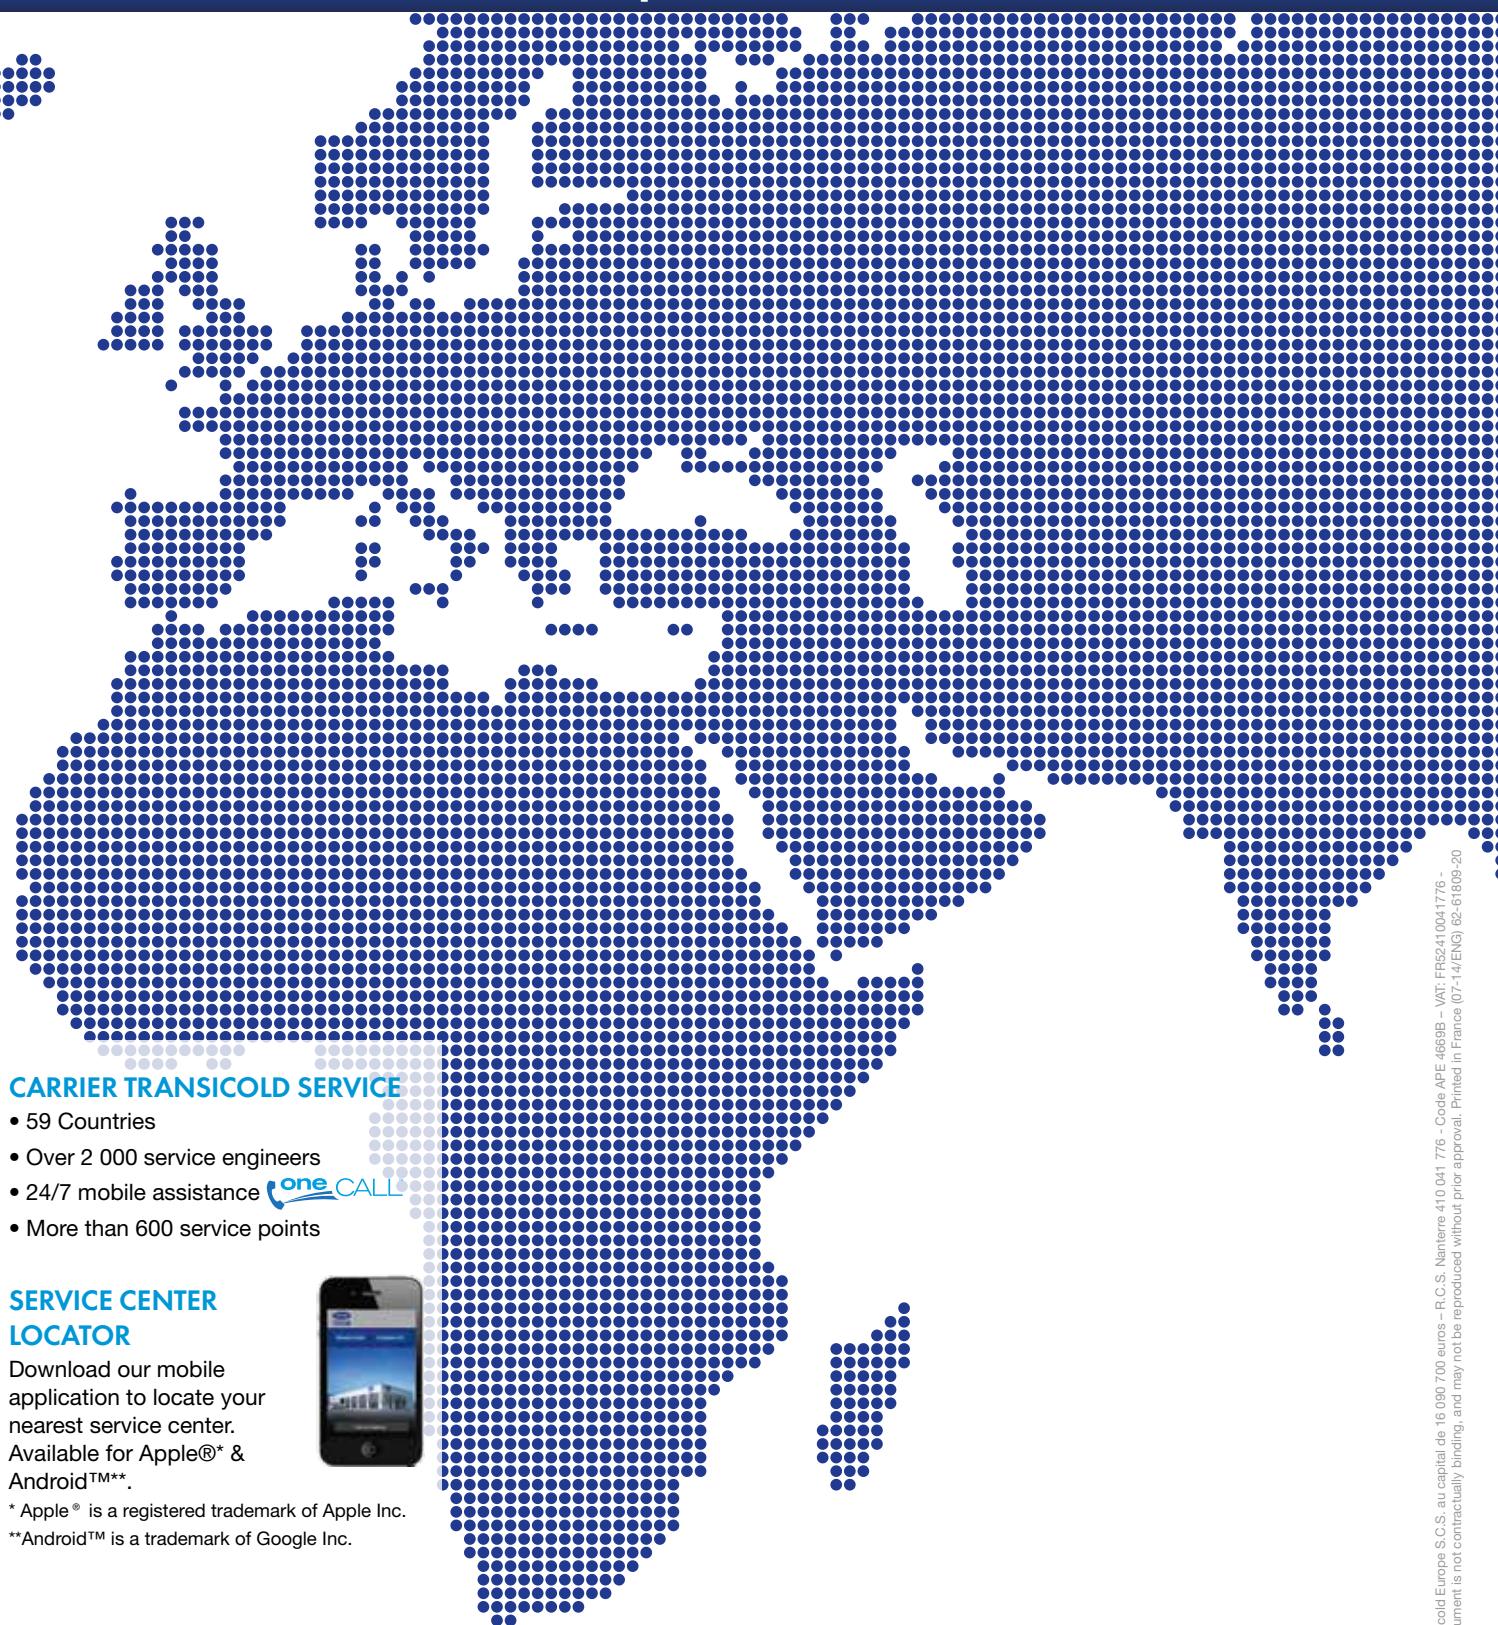 CARRIER TRANSICOLD SERVICE
• 59 Countries
• Over 2 000 service engineers
• 24/7 mobile assistance one CALL
• More than 600 service points
SERVICE CENTER
LOCATOR
Download our mobile
application to locate your
nearest service center.
Available for Apple®* &
Android™**.
* Apple ® is a registered trademark of Apple Inc.
**Android™ is a trademark of Google Inc.
cold Europe S.C.S. au capital de 16 090 700 euros – R.C.S. Nanterre 410 041 776 - Code APE 4669B – VAT: FR52410041776 -
ument is not contractually binding, and may not be reproduced without prior approval. Printed in France (07-14/ENG) 62-61809-20